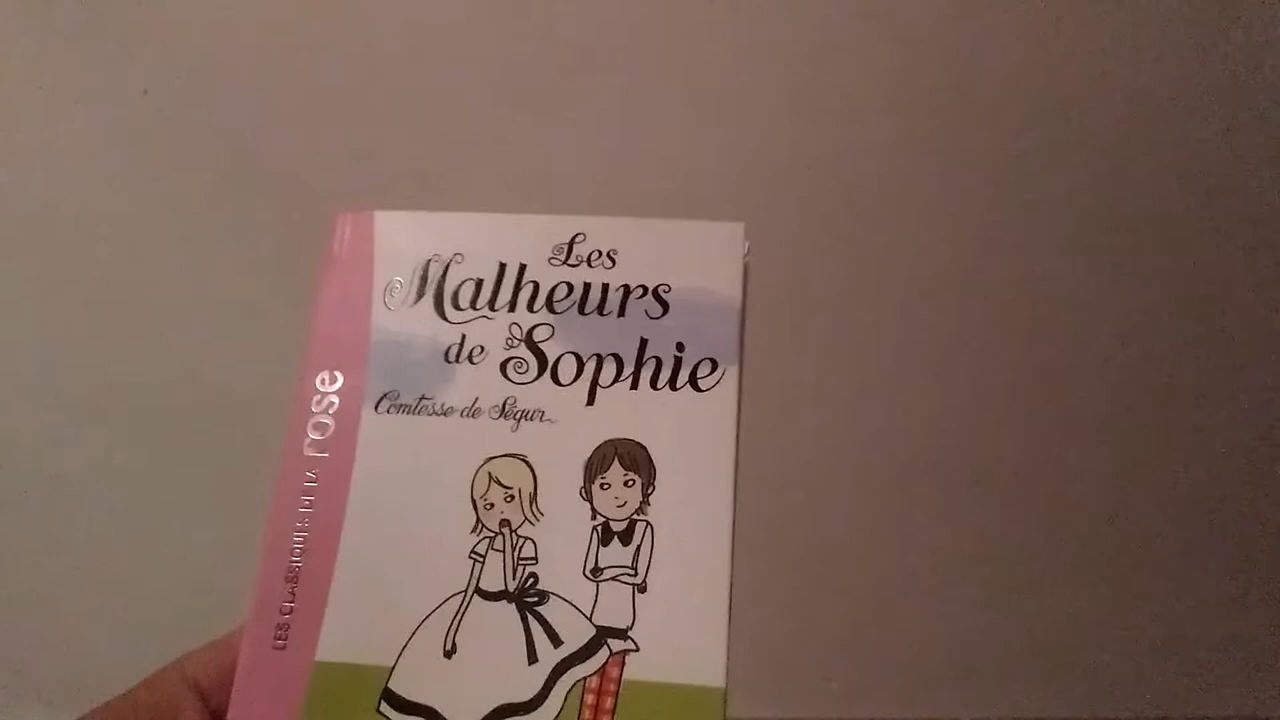 Les
Malheurs
de Sophie
Comtesse de Ségur
LES CLASSIQUES DE LA rose